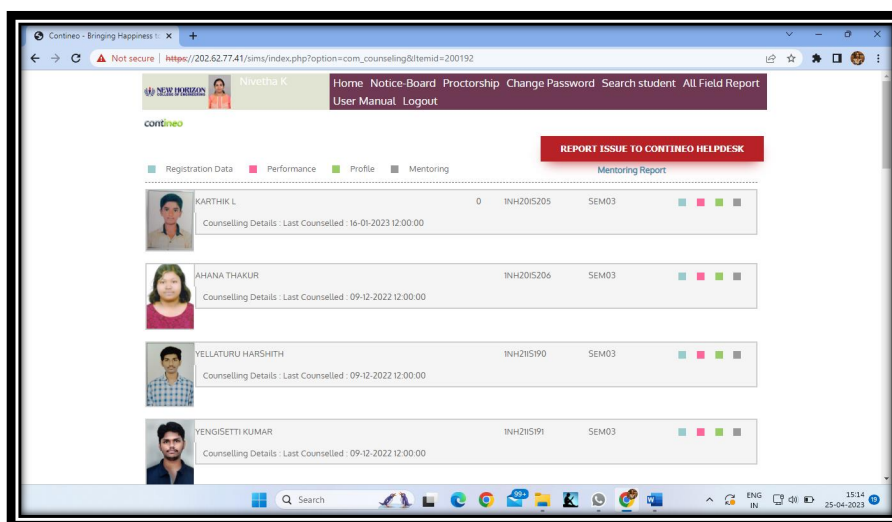 Contineo - Bringing Happiness to
Not secure | https://202.62.77.41/sims/index.php?option=com_counseling&Itemid=200192
NEW HORIZON
COLLEGE OF ENGINEERING
Nivetha K
Home Notice-Board Proctorship Change Password Search student All Field Report
User Manual Logout
contineo
REPORT ISSUE TO CONTINEO HELPDESK
Registration Data Performance Profile Mentoring Mentoring Report
KARTHIK L 0 1NH20IS205 SEM03
Counselling Details : Last Counselled : 16-01-2023 12:00:00
AHANA THAKUR 1NH20IS206 SEM03
Counselling Details : Last Counselled : 09-12-2022 12:00:00
YELLATURU HARSHITH 1NH21IS190 SEM03
Counselling Details : Last Counselled : 09-12-2022 12:00:00
YENGISETTI KUMAR 1NH21IS191 SEM03
Counselling Details : Last Counselled : 09-12-2022 12:00:00
Search 99+ ENG 15:14
IN 25-04-2023